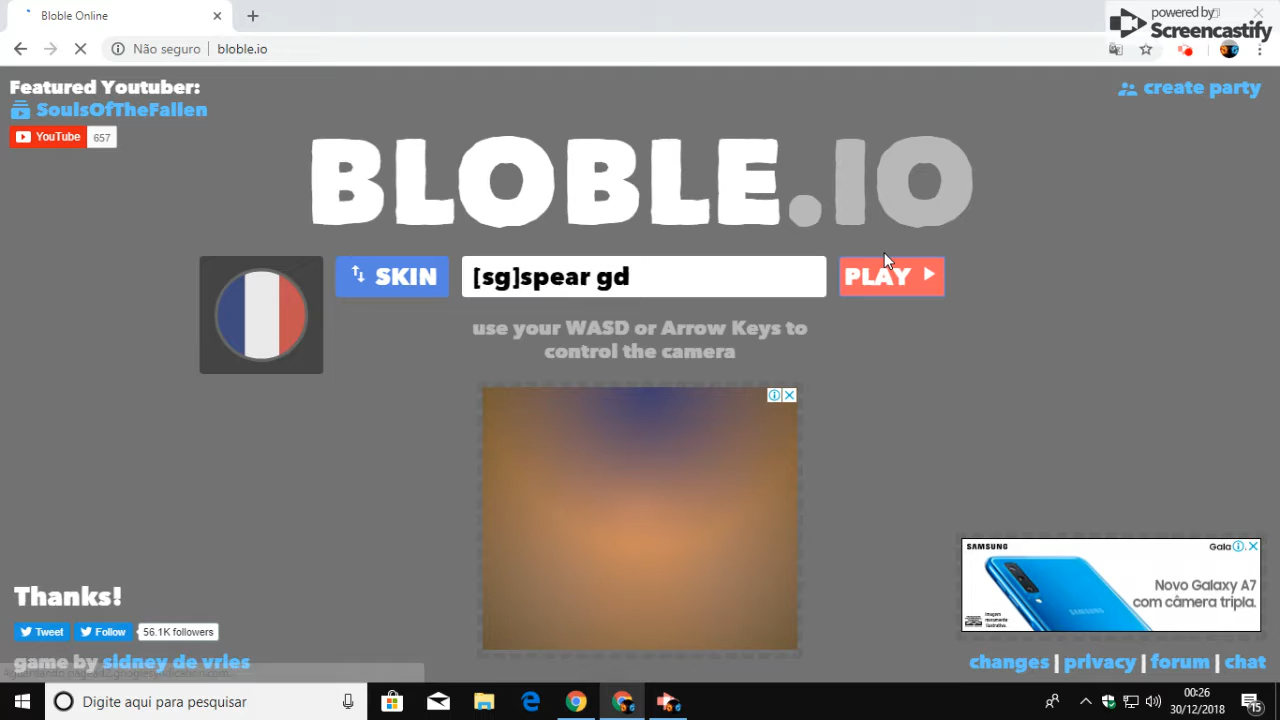 Bloble Online
powered by
Screencastify
Não seguro
bloble.io
Featured Youtuber:
SoulsOfTheFallen
YouTube 657
create party
BLOBLE.IO
SKIN
[sg]spear gd
PLAY
use your WASD or Arrow Keys to
control the camera
SAMSUNG
Gala
Novo Galaxy A7
com câmera tripla.
Thanks!
Tweet
Follow
56.1K followers
game by sidney de vries
changes | privacy | forum | chat
Digite aqui para pesquisar
00:26
30/12/2018
15